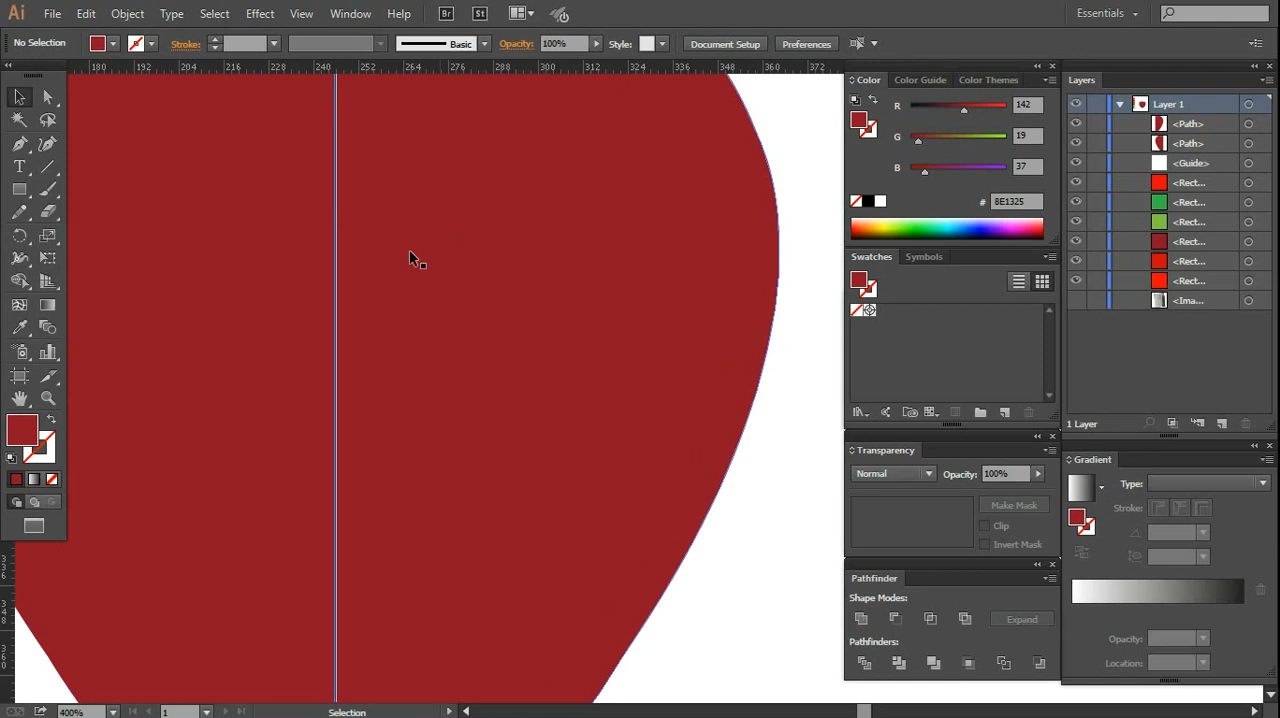 Ai File Edit Object Type Select Effect View Window Help Br St Essentials
No Selection Stroke: Basic Opacity: 100% Style: Document Setup Preferences
180 192 204 216 228 240 252 264 276 288 300 312 324 336 348 360 372
Color Color Guide Color Themes
R 142
G 19
B 37
# 8E1325
Swatches Symbols
Transparency
Normal Opacity: 100%
Make Mask
Clip
Invert Mask
Pathfinder
Shape Modes:
Expand
Pathfinders:
Layers
Layer 1
<Path>
<Path>
<Guide>
<Rect...
<Rect...
<Rect...
<Rect...
<Rect...
<Rect...
<Ima...
1 Layer
Gradient
Type:
Stroke:
Opacity:
Location:
348
360
400% 1 Selection